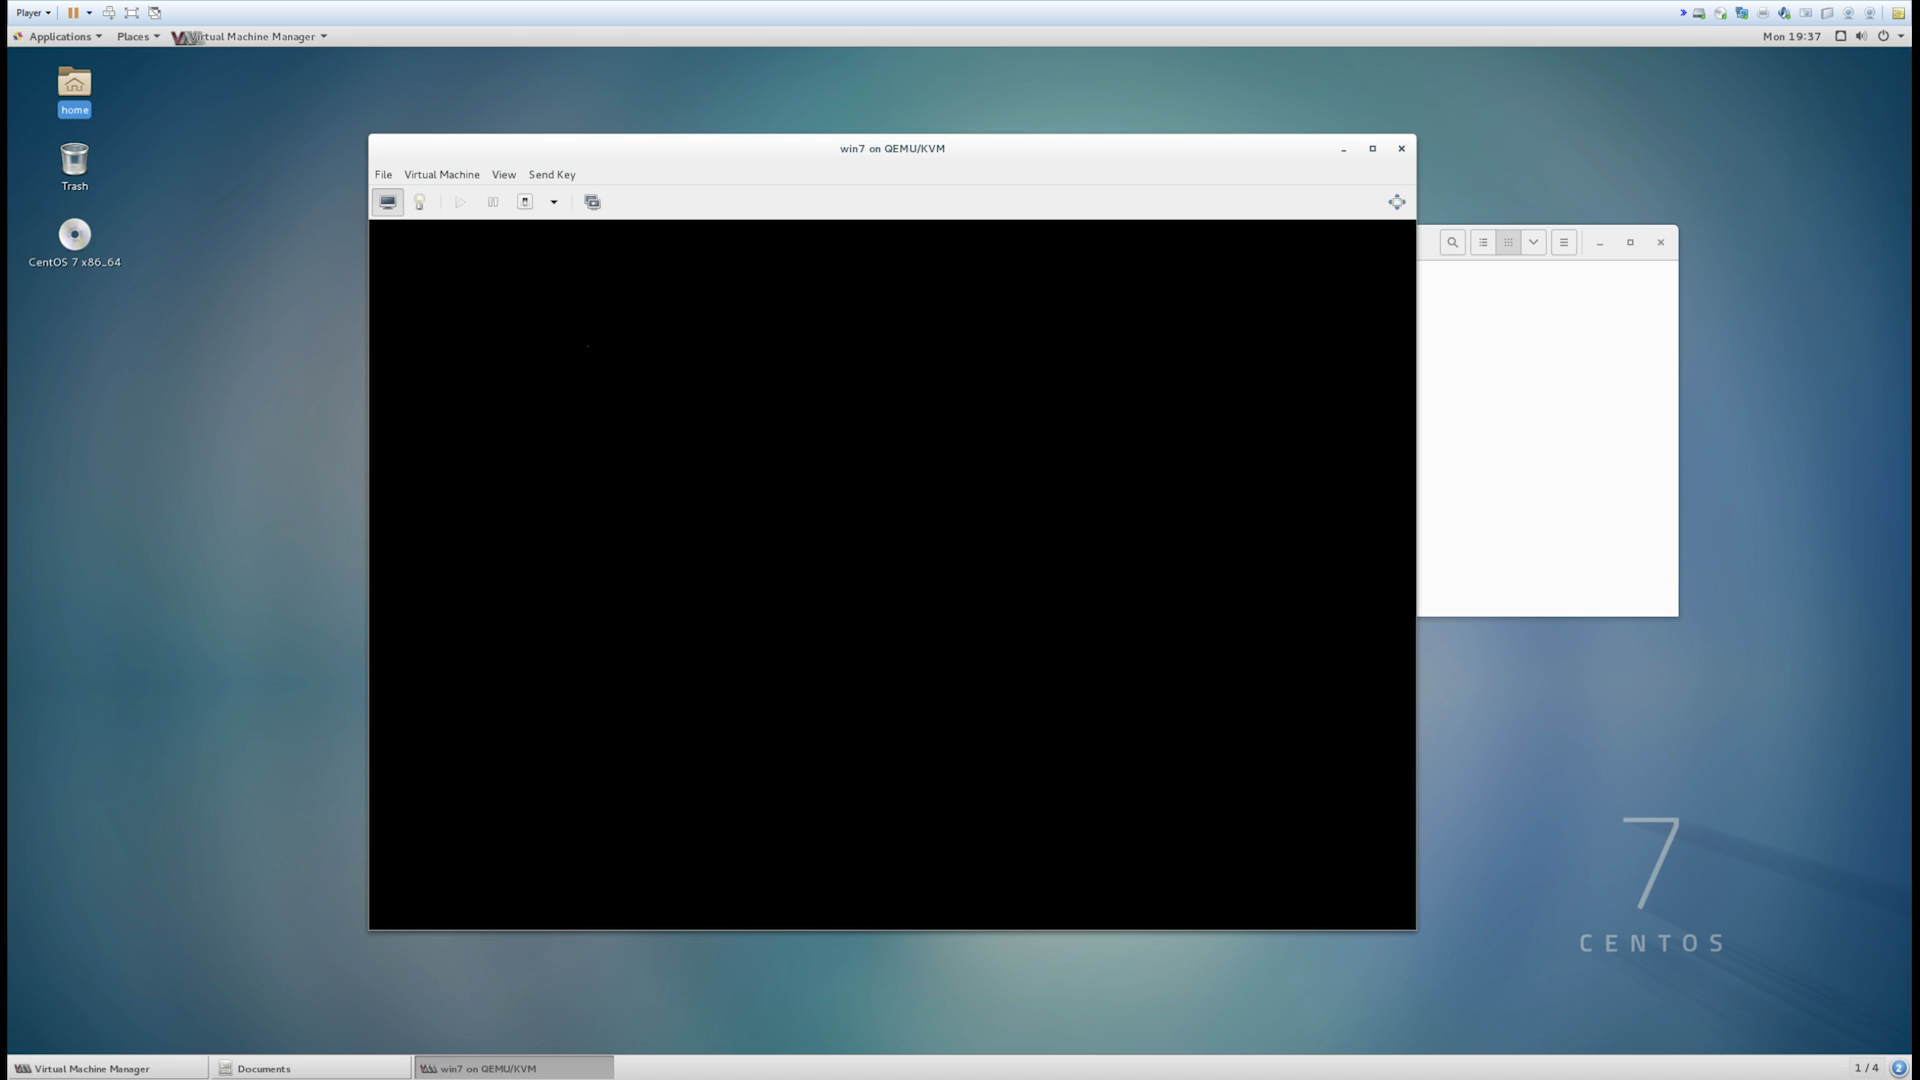 Player
Applications Places Virtual Machine Manager Mon 19:37
home
Trash
CentOS 7 x86_64
win7 on QEMU/KVM
File Virtual Machine View Send Key
7
CENTOS
Virtual Machine Manager Documents win7 on QEMU/KVM 1 / 4 2